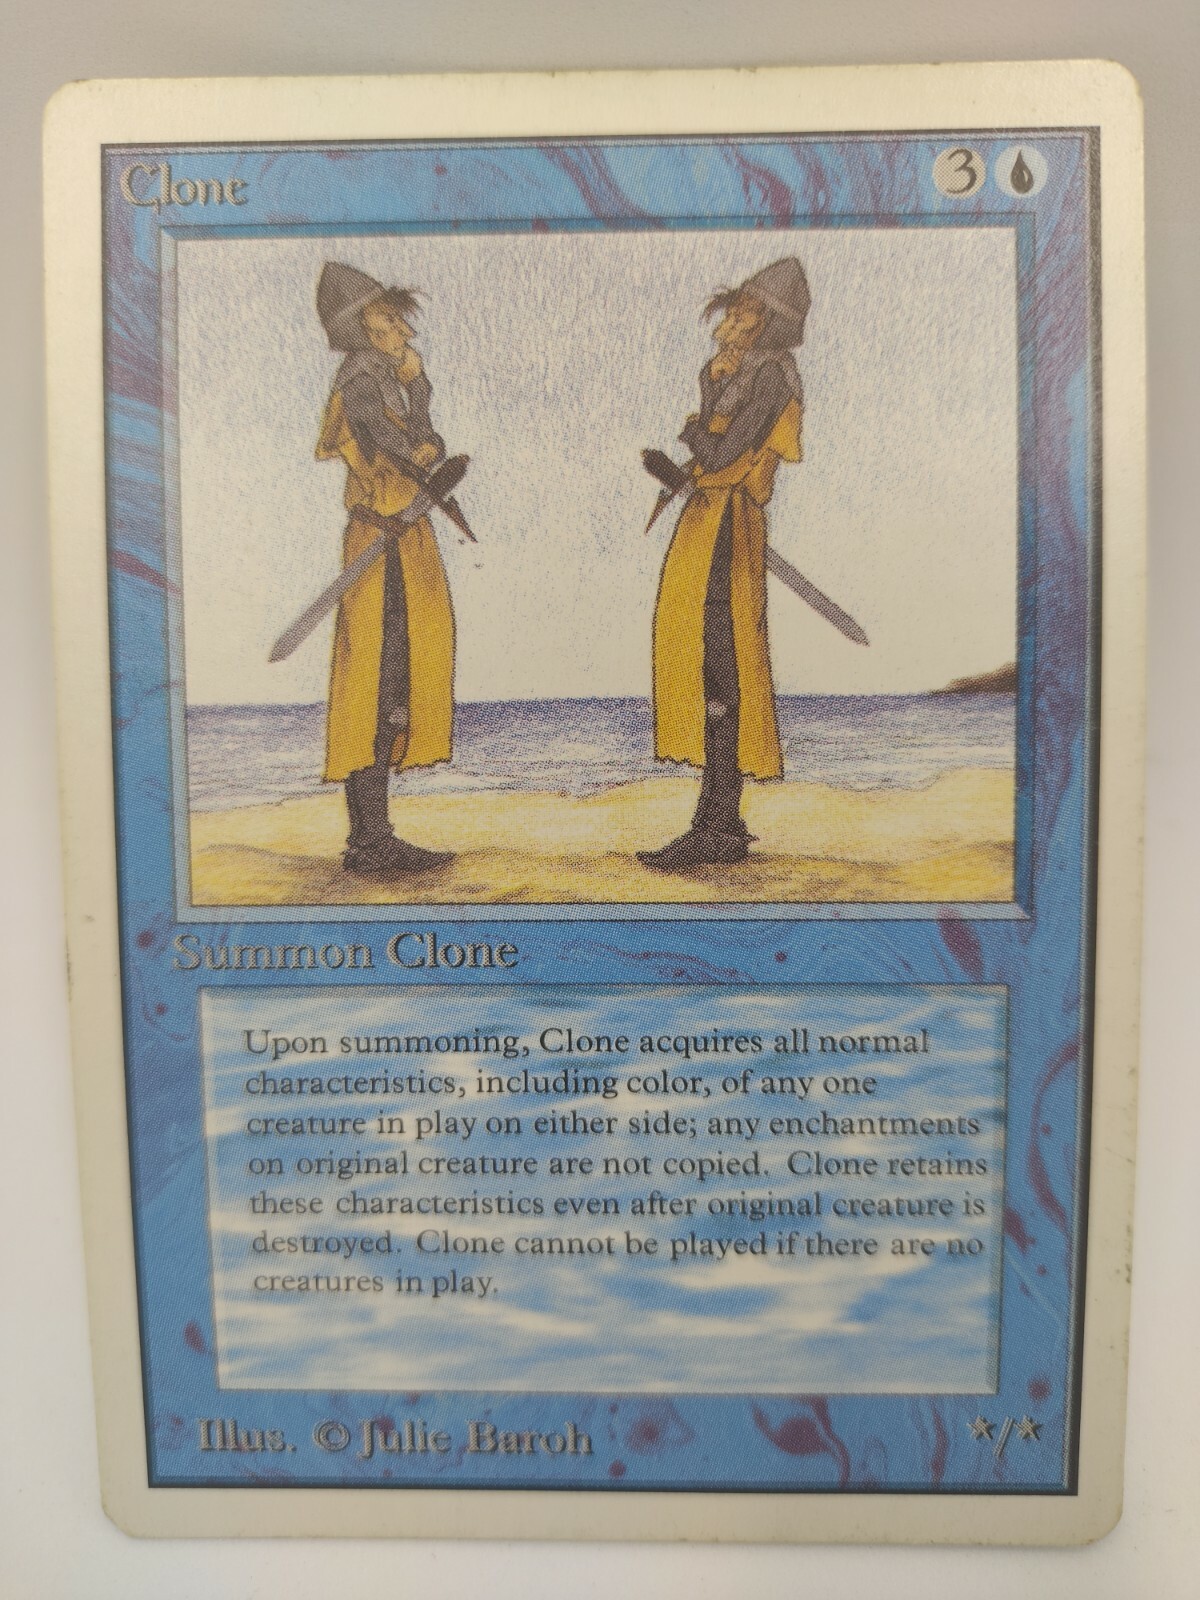 Clone
3
Summon Clone
Upon summoning, Clone acquires all normal
characteristics, including color, of any one
creature in play on either side; any enchantments
on original creature are not copied. Clone retains
these characteristics even after original creature is
destroyed. Clone cannot be played if there are no
creatures in play.
Illus. © Julie Baroh
*/*